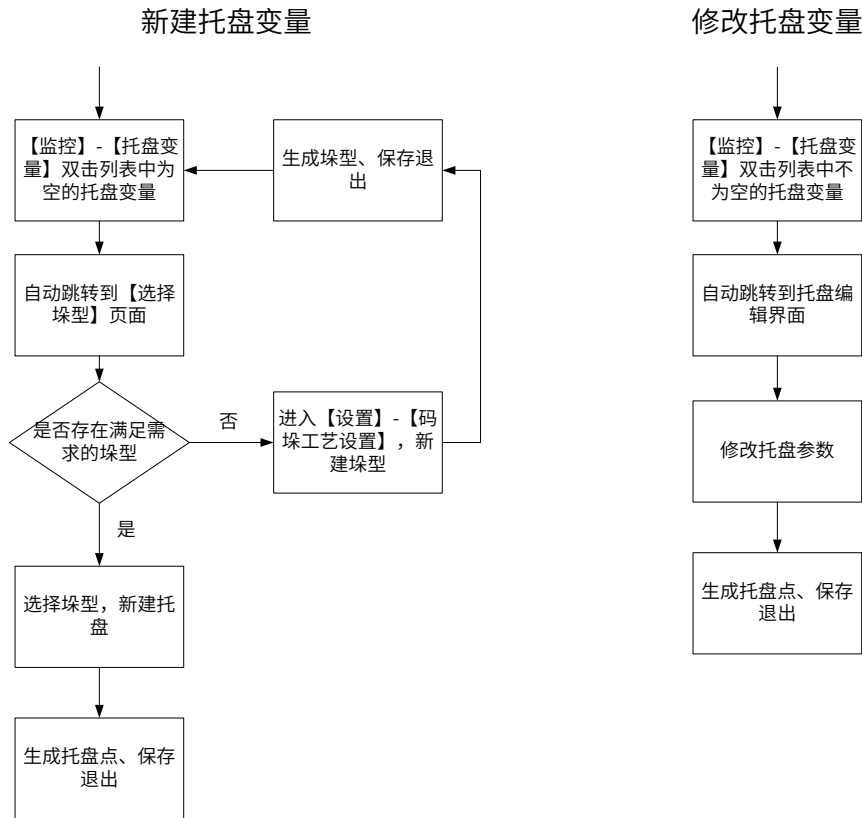 新建托盘变量
【监控】-【托盘变
量】双击列表中为
空的托盘变量
生成垛型、保存退
出
自动跳转到【选择
垛型】页面
是否存在满足需
求的垛型
否
进入【设置】-【码
垛工艺设置】，新
建垛型
是
选择垛型，新建托
盘
生成托盘点、保存
退出
修改托盘变量
【监控】-【托盘变
量】双击列表中不
为空的托盘变量
自动跳转到托盘编
辑界面
修改托盘参数
生成托盘点、保存
退出